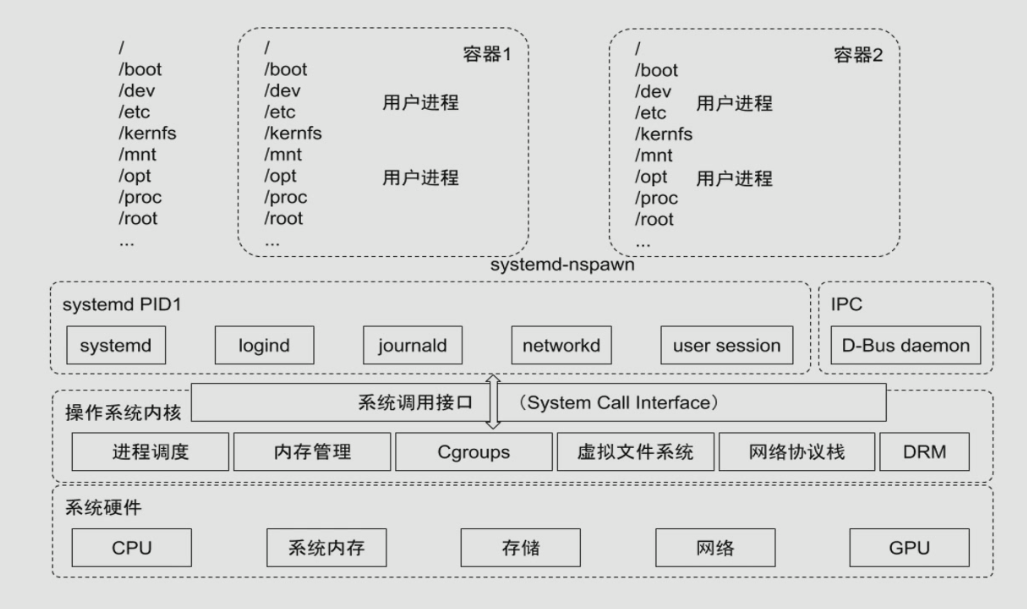 /
/boot
/dev
/etc
/kernfs
/mnt
/opt
/proc
/root
...
容器1
/
/boot
/dev
/etc
/kernfs
/mnt
/opt
/proc
/root
...
用户进程
用户进程
容器2
/
/boot
/dev
/etc
/kernfs
/mnt
/opt
/proc
/root
...
用户进程
用户进程
systemd-nspawn
systemd PID1
systemd
logind
journald
networkd
user session
IPC
D-Bus daemon
操作系统内核
系统调用接口 （System Call Interface）
进程调度
内存管理
Cgroups
虚拟文件系统
网络协议栈
DRM
系统硬件
CPU
系统内存
存储
网络
GPU